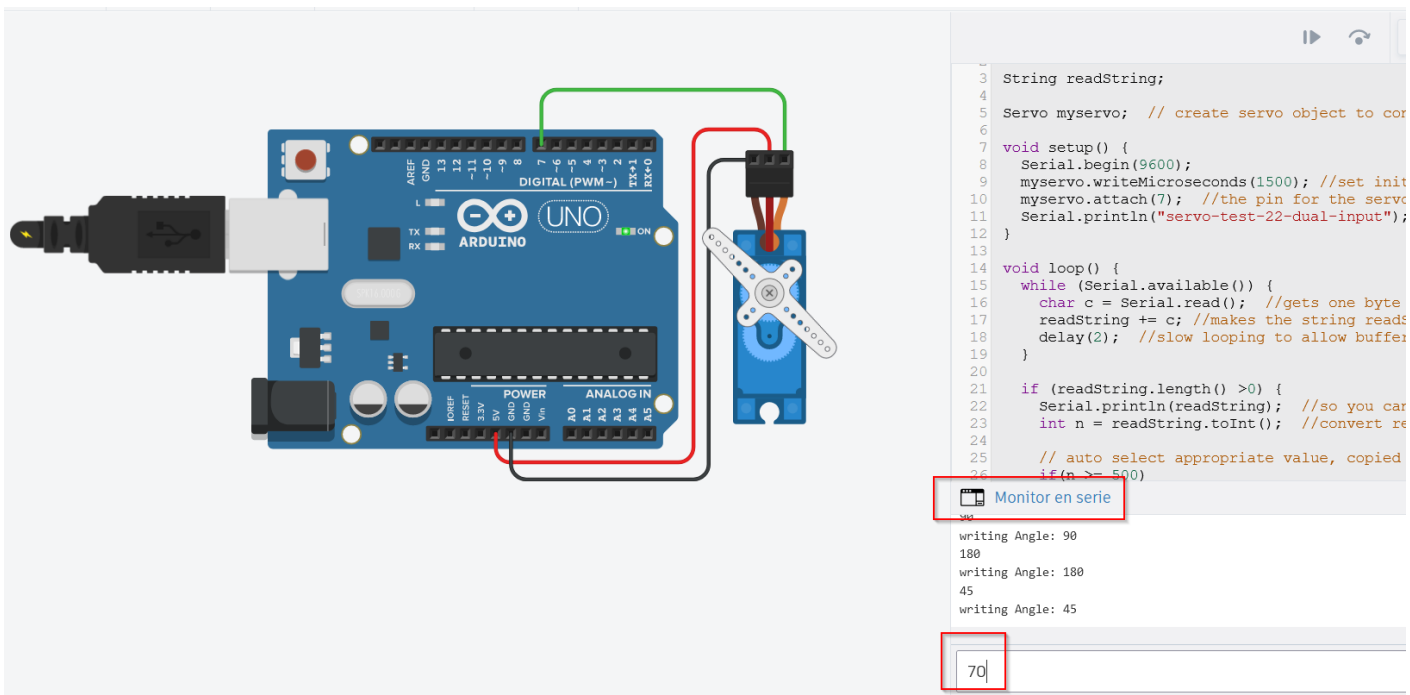 AREF
GND
13
12
~11
~10
~9
8
7
~6
~5
4
~3
2
TX→1
RX←0
DIGITAL (PWM~)
L
TX
RX
ARDUINO
UNO
ON
POWER
ANALOG IN
IOREF
RESET
3.3V
5V
GND
GND
Vin
A0
A1
A2
A3
A4
A5
3 String readString;
4
5 Servo myservo;  // create servo object to con
6
7 void setup() {
8   Serial.begin(9600);
9   myservo.writeMicroseconds(1500); //set init
10   myservo.attach(7);  //the pin for the servo
11   Serial.println("servo-test-22-dual-input");
12 }
13
14 void loop() {
15   while (Serial.available()) {
16     char c = Serial.read();  //gets one byte
17     readString += c; //makes the string readS
18     delay(2);  //slow looping to allow buffer
19   }
20
21   if (readString.length() >0) {
22     Serial.println(readString);  //so you can
23     int n = readString.toInt();  //convert re
24
25     // auto select appropriate value, copied
26     if(n >= 500)
Monitor en serie
90
writing Angle: 90
180
writing Angle: 180
45
writing Angle: 45
70